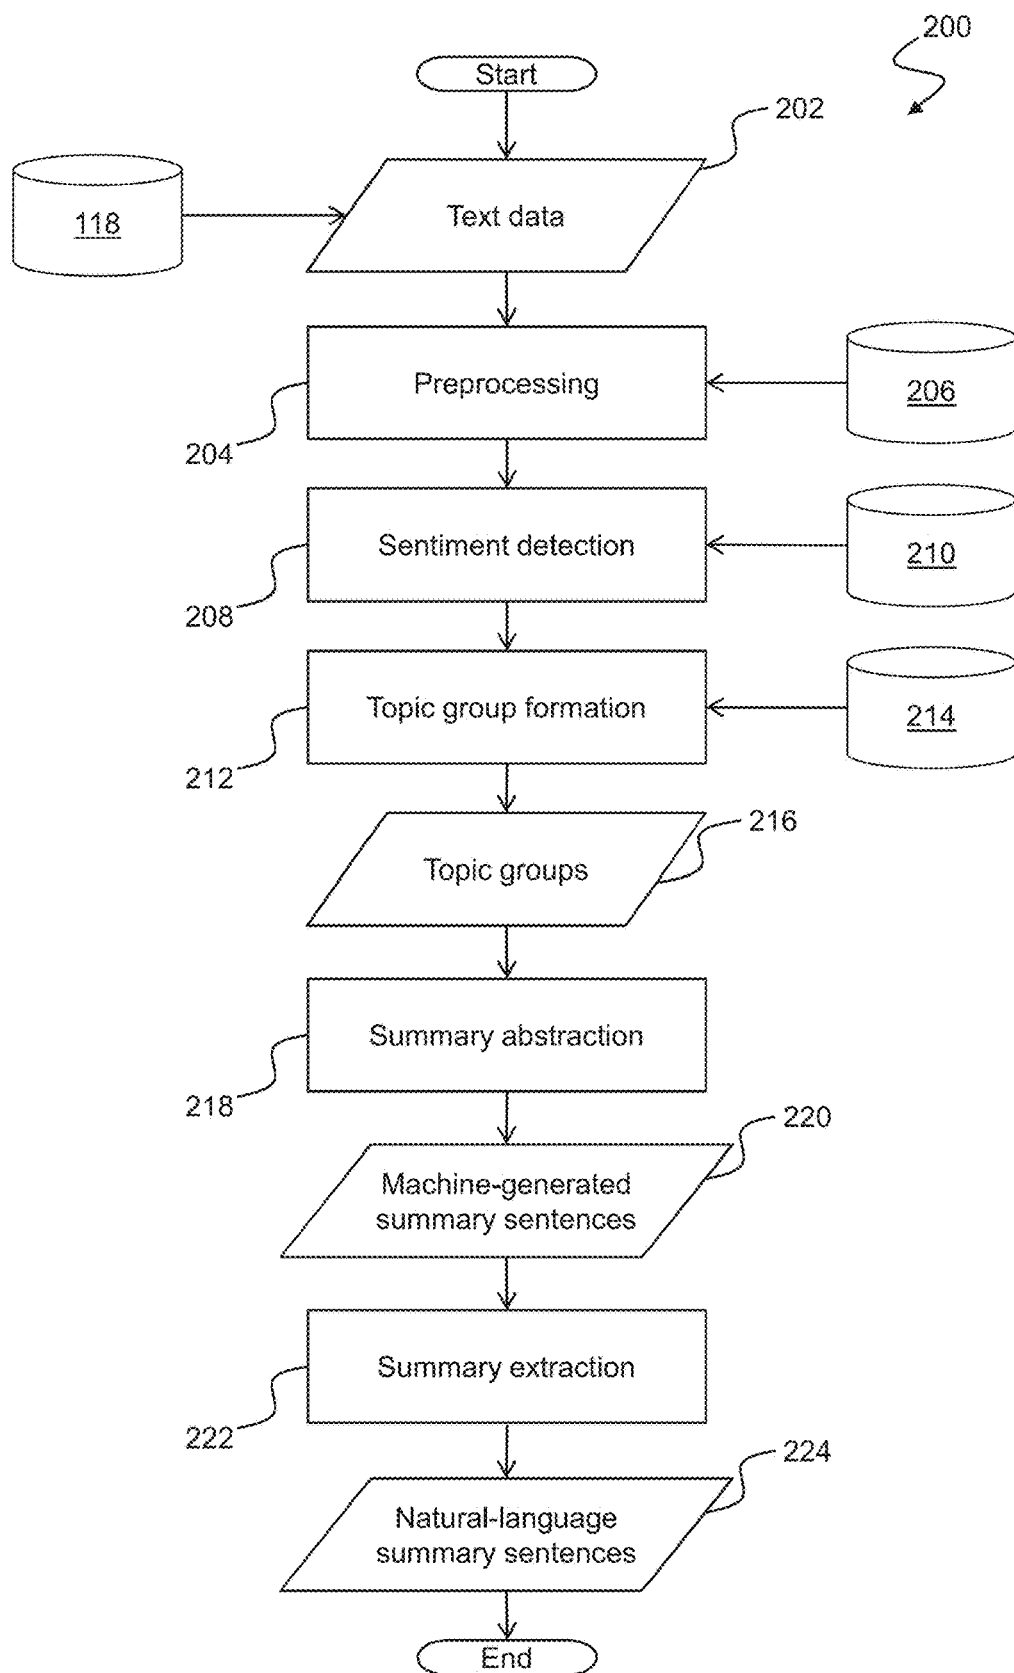 200
Start
202
118
Text data
Preprocessing
206
204
Sentiment detection
210
208
Topic group formation
214
212
216
Topic groups
Summary abstraction
218
220
Machine-generated
summary sentences
Summary extraction
222
224
Natural-language
summary sentences
End